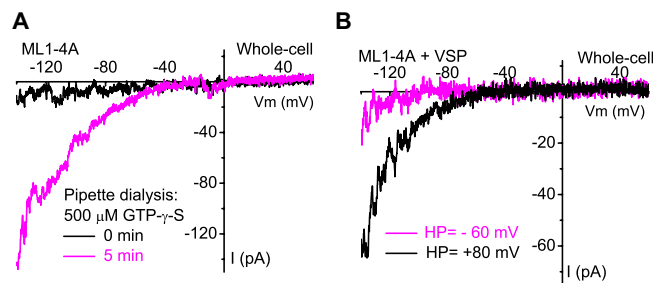 A
ML1-4A
Whole-cell
-120
-80
-40
40
Vm (mV)
-40
-80
-120
Pipette dialysis:
500 μM GTP-γ-S
0 min
5 min
I (pA)
B
ML1-4A + VSP
Whole-cell
-120
-80
-40
40
Vm (mV)
-20
-40
-60
HP= - 60 mV
HP= +80 mV
I (pA)